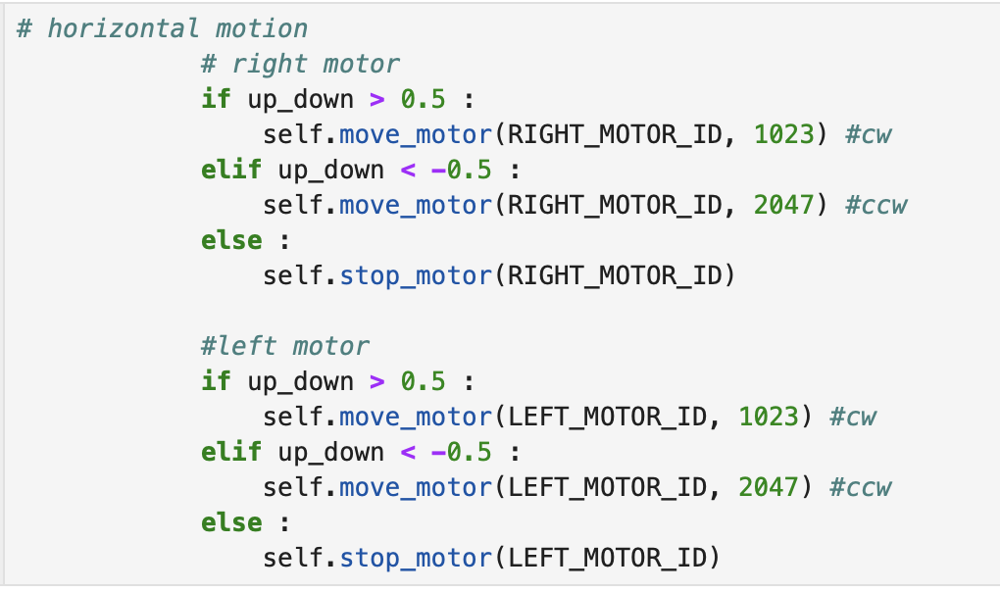 # horizontal motion
# right motor
if up_down > 0.5 :
self.move_motor(RIGHT_MOTOR_ID, 1023) #cw
elif up_down < -0.5 :
self.move_motor(RIGHT_MOTOR_ID, 2047) #ccw
else :
self.stop_motor(RIGHT_MOTOR_ID)
#left motor
if up_down > 0.5 :
self.move_motor(LEFT_MOTOR_ID, 1023) #cw
elif up_down < -0.5 :
self.move_motor(LEFT_MOTOR_ID, 2047) #ccw
else :
self.stop_motor(LEFT_MOTOR_ID)